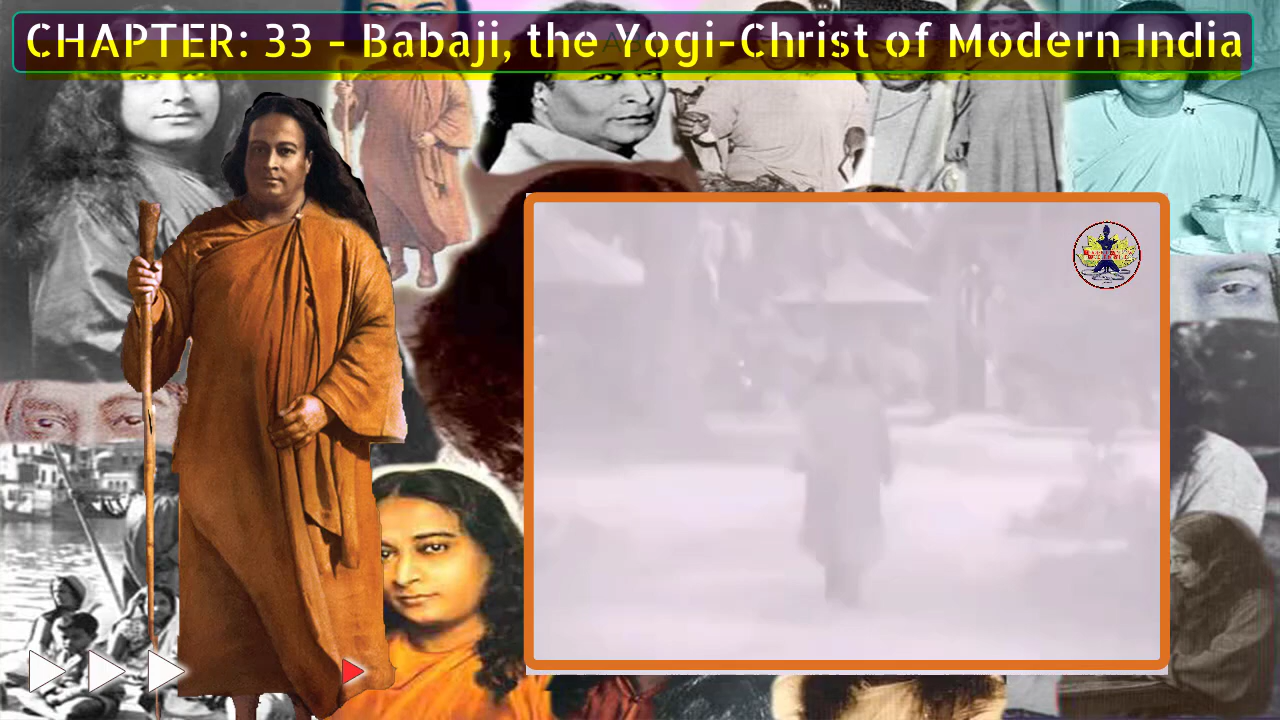 CHAPTER: 33 - Babaji, the Yogi-Christ of Modern India